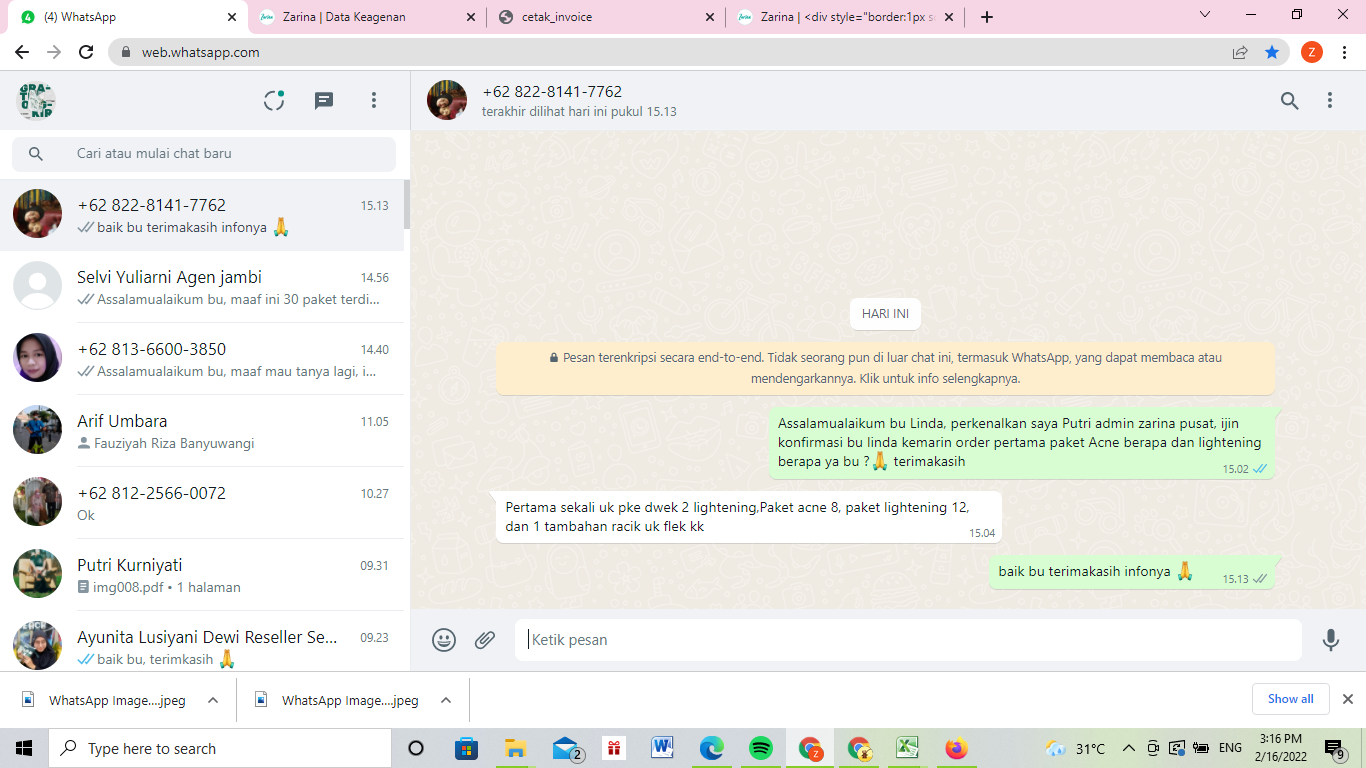 (4) WhatsApp
Zarina | Data Keagenan
cetak_invoice
Zarina | <div style="border:1px s
web.whatsapp.com
Z
GRA-
+62 822-8141-7762
terakhir dilihat hari ini pukul 15.13
Cari atau mulai chat baru
+62 822-8141-7762
15.13
baik bu terimakasih infonya 🙏
Selvi Yuliarni Agen jambi
14.56
Assalamualaikum bu, maaf ini 30 paket terdi...
+62 813-6600-3850
14.40
Assalamualaikum bu, maaf mau tanya lagi, i...
Arif Umbara
11.05
Fauziyah Riza Banyuwangi
+62 812-2566-0072
10.27
Ok
Putri Kurniyati
09.31
img008.pdf • 1 halaman
Ayunita Lusiyani Dewi Reseller Se...
09.23
baik bu, terimkasih 🙏
HARI INI
Pesan terenkripsi secara end-to-end. Tidak seorang pun di luar chat ini, termasuk WhatsApp, yang dapat membaca atau
mendengarkannya. Klik untuk info selengkapnya.
Assalamualaikum bu Linda, perkenalkan saya Putri admin zarina pusat, ijin
konfirmasi bu linda kemarin order pertama paket Acne berapa dan lightening
berapa ya bu ?🙏 terimakasih
15.02
Pertama sekali uk pke dwek 2 lightening,Paket acne 8, paket lightening 12,
dan 1 tambahan racik uk flek kk
15.04
baik bu terimakasih infonya 🙏
15.13
Ketik pesan
WhatsApp Image....jpeg
WhatsApp Image....jpeg
Show all
Type here to search
2
Z
31°C
ENG
3:16 PM
2/16/2022
9